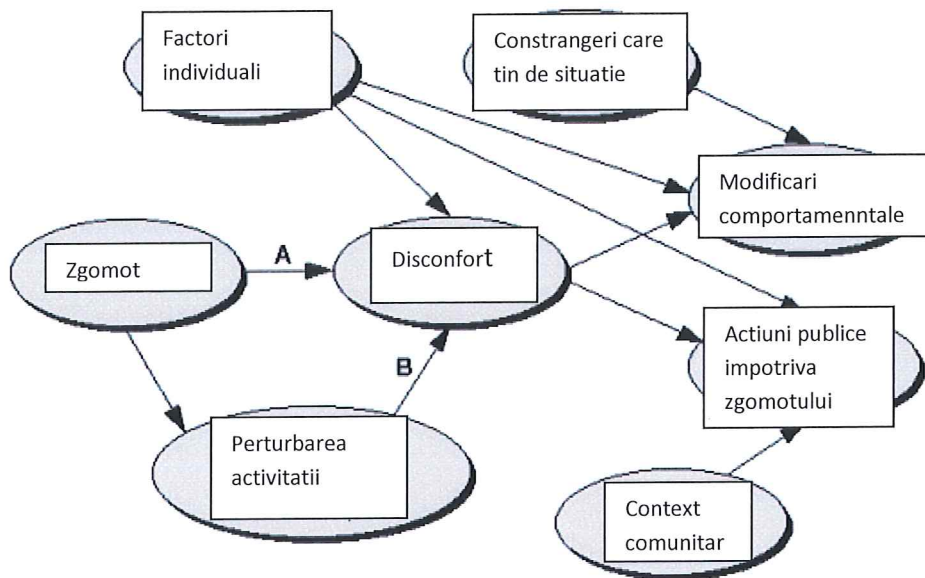 Factori
individuali
Constrangeri care
tin de situatie
Modificari
comportamenntale
Zgomot
A
Disconfort
B
Actiuni publice
impotriva
zgomotului
Perturbarea
activitatii
Context
comunitar